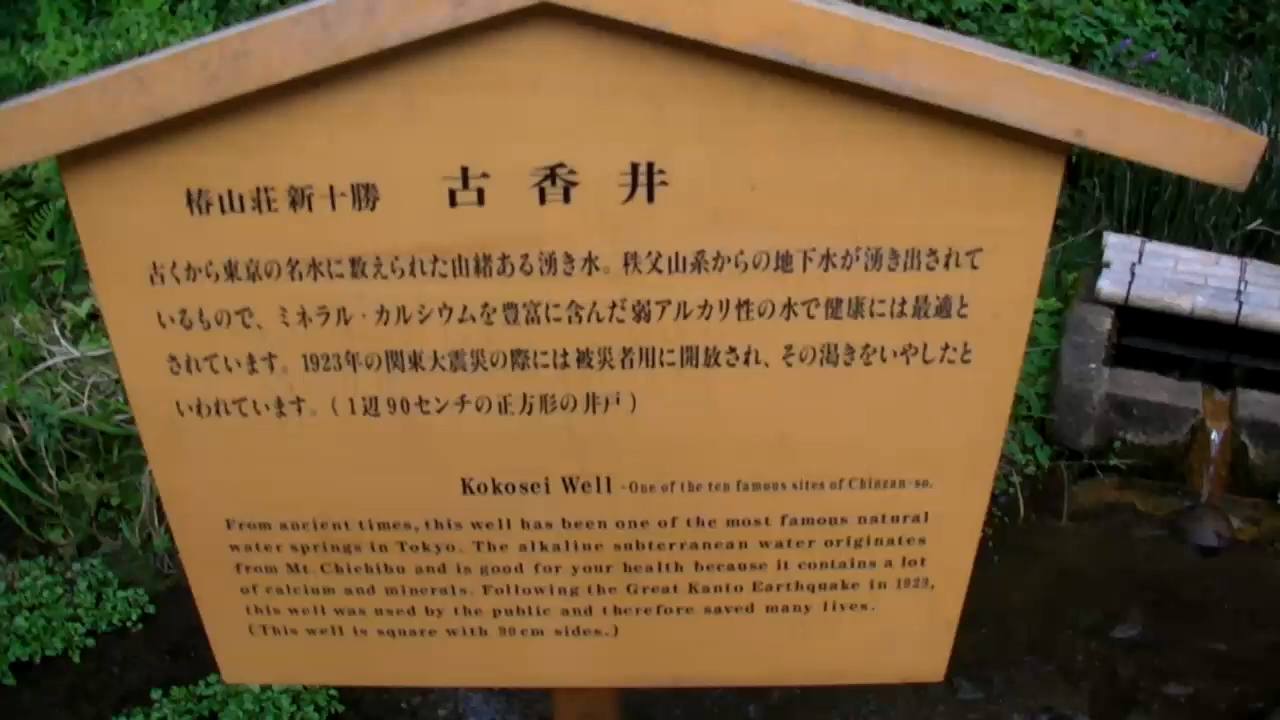 椿山荘新十勝 古香井
古くから東京の名水に数えられた由緒ある湧き水。秩父山系からの地下水が湧き出されて
いるもので、ミネラル・カルシウムを豊富に含んだ弱アルカリ性の水で健康には最適と
されています。1923年の関東大震災の際には被災者用に開放され、その渇きをいやしたと
いわれています。(1辺90センチの正方形の井戸)
Kokosei Well -One of the ten famous sites of Chinzan-so.
From ancient times, this well has been one of the most famous natural
water springs in Tokyo. The alkaline subterranean water originates
from Mt. Chichibu and is good for your health because it contains a lot
of calcium and minerals. Following the Great Kanto Earthquake in 1923,
this well was used by the public and therefore saved many lives.
(This well is square with 90cm sides.)